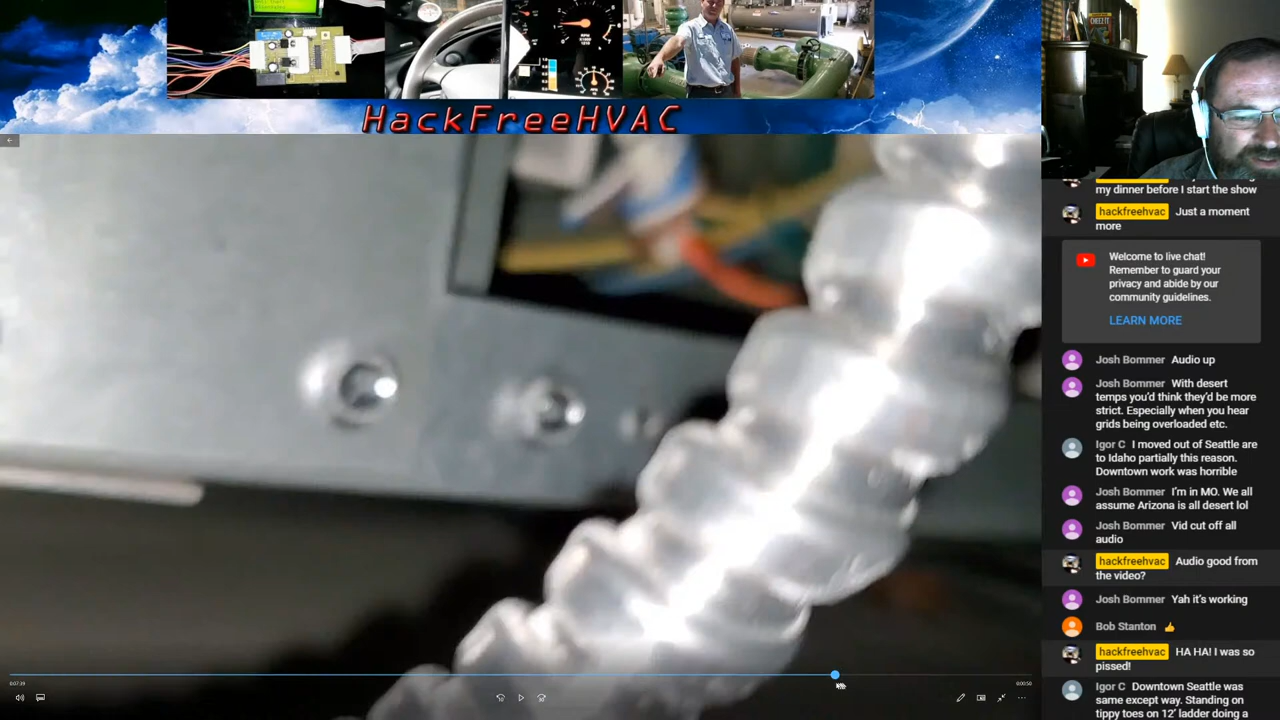 HackFreeHVAC
my dinner before I start the show
hackfreehvac Just a moment
more
Welcome to live chat!
Remember to guard your
privacy and abide by our
community guidelines.
LEARN MORE
Josh Bommer Audio up
Josh Bommer With desert
temps you'd think they'd be more
strict. Especially when you hear
grids being overloaded etc.
Igor C I moved out of Seattle are
to Idaho partially this reason.
Downtown work was horrible
Josh Bommer I'm in MO. We all
assume Arizona is all desert lol
Josh Bommer Vid cut off all
audio
hackfreehvac Audio good from
the video?
Josh Bommer Yah it's working
Bob Stanton 👍
hackfreehvac HA HA! I was so
pissed!
Igor C Downtown Seattle was
same except way. Standing on
tippy toes on 12' ladder doing a
0:07:39
0:00:50